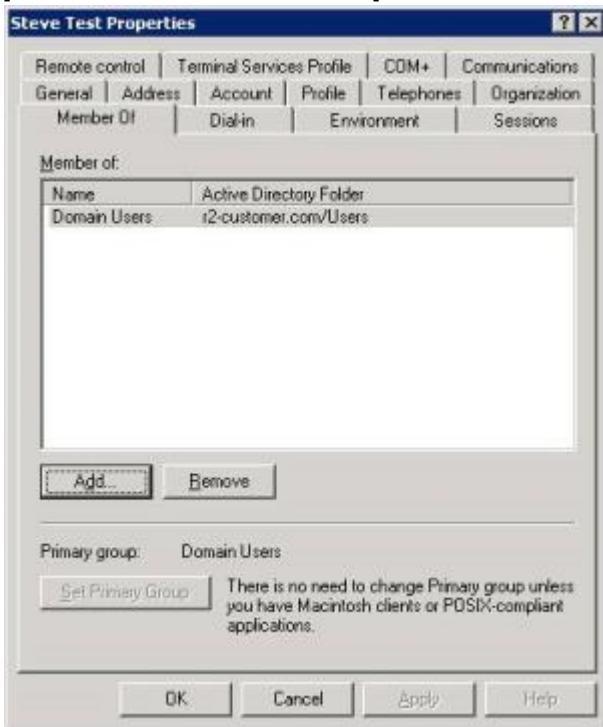 Steve Test Properties
Remote control Terminal Services Profile COM+ Communications
General Address Account Profile Telephones Organization
Member Of Dial-in Environment Sessions
Member of:
Name Active Directory Folder
Domain Users r2-customer.com/Users
Add... Remove
Primary group: Domain Users
Set Primary Group
There is no need to change Primary group unless
you have Macintosh clients or POSIX-compliant
applications.
OK Cancel Apply Help